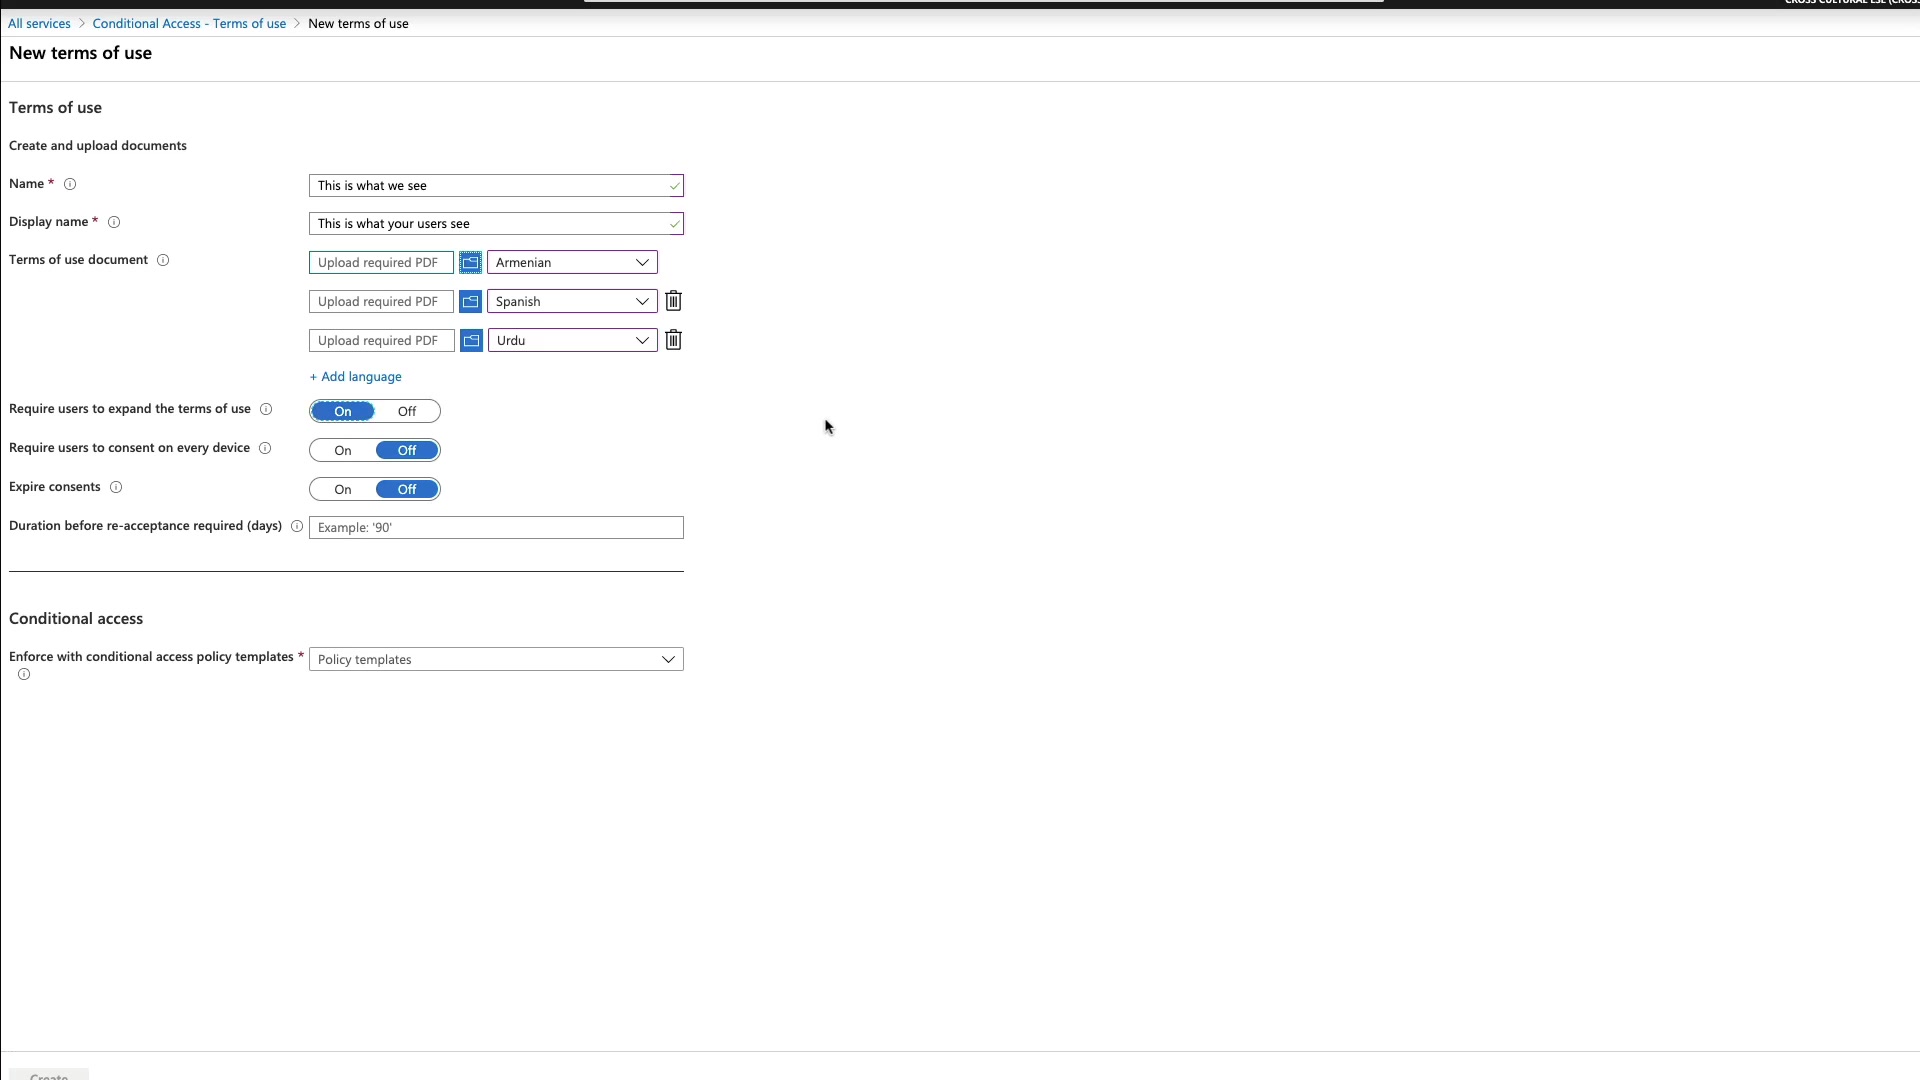 All services > Conditional Access - Terms of use > New terms of use
New terms of use
Terms of use
Create and upload documents
Name *
This is what we see
Display name *
This is what your users see
Terms of use document
Upload required PDF
Armenian
Upload required PDF
Spanish
Upload required PDF
Urdu
+ Add language
Require users to expand the terms of use
On Off
Require users to consent on every device
On Off
Expire consents
On Off
Duration before re-acceptance required (days)
Example: '90'
Conditional access
Enforce with conditional access policy templates *
Policy templates
Create